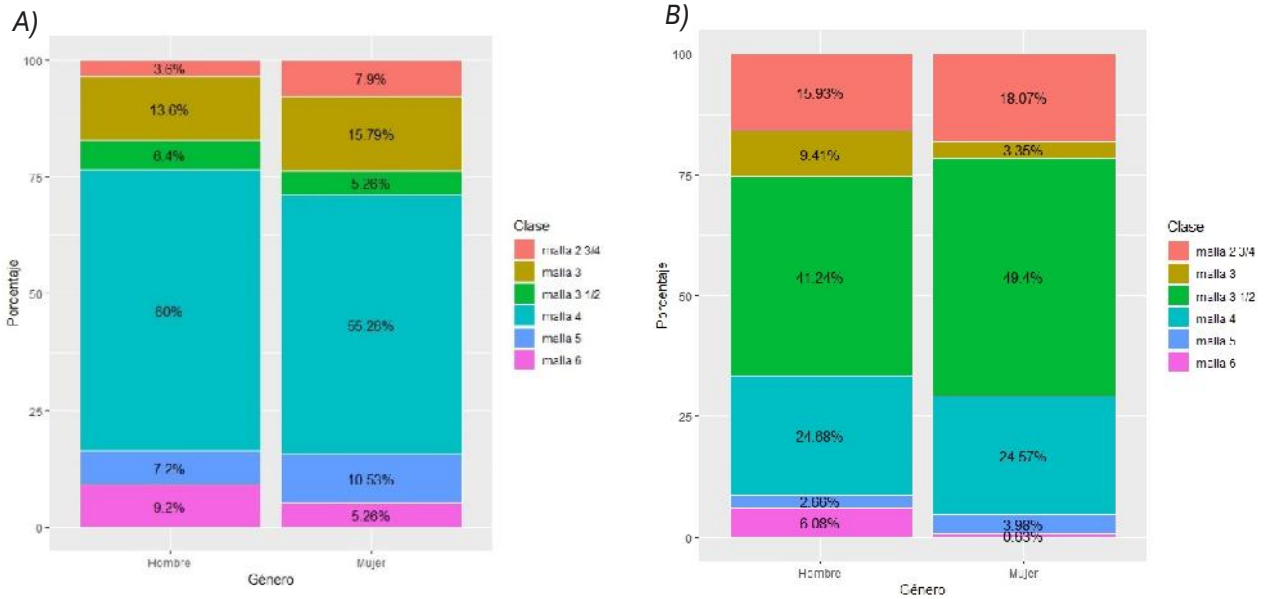 A)
100
75
50
25
0
Porcentaje
3.6%
13.6%
6.4%
60%
7.2%
9.2%
7.9%
15.79%
5.26%
55.26%
10.53%
5.26%
Hombre
Mujer
Género
Clase
malla 2 3/4
malla 3
malla 3 1/2
malla 4
malla 5
malla 6
B)
100
75
50
25
0
Porcentaje
15.93%
9.41%
41.24%
24.68%
2.66%
6.08%
18.07%
3.35%
49.4%
24.57%
3.98%
0.63%
Hombre
Mujer
Género
Clase
malla 2 3/4
malla 3
malla 3 1/2
malla 4
malla 5
malla 6